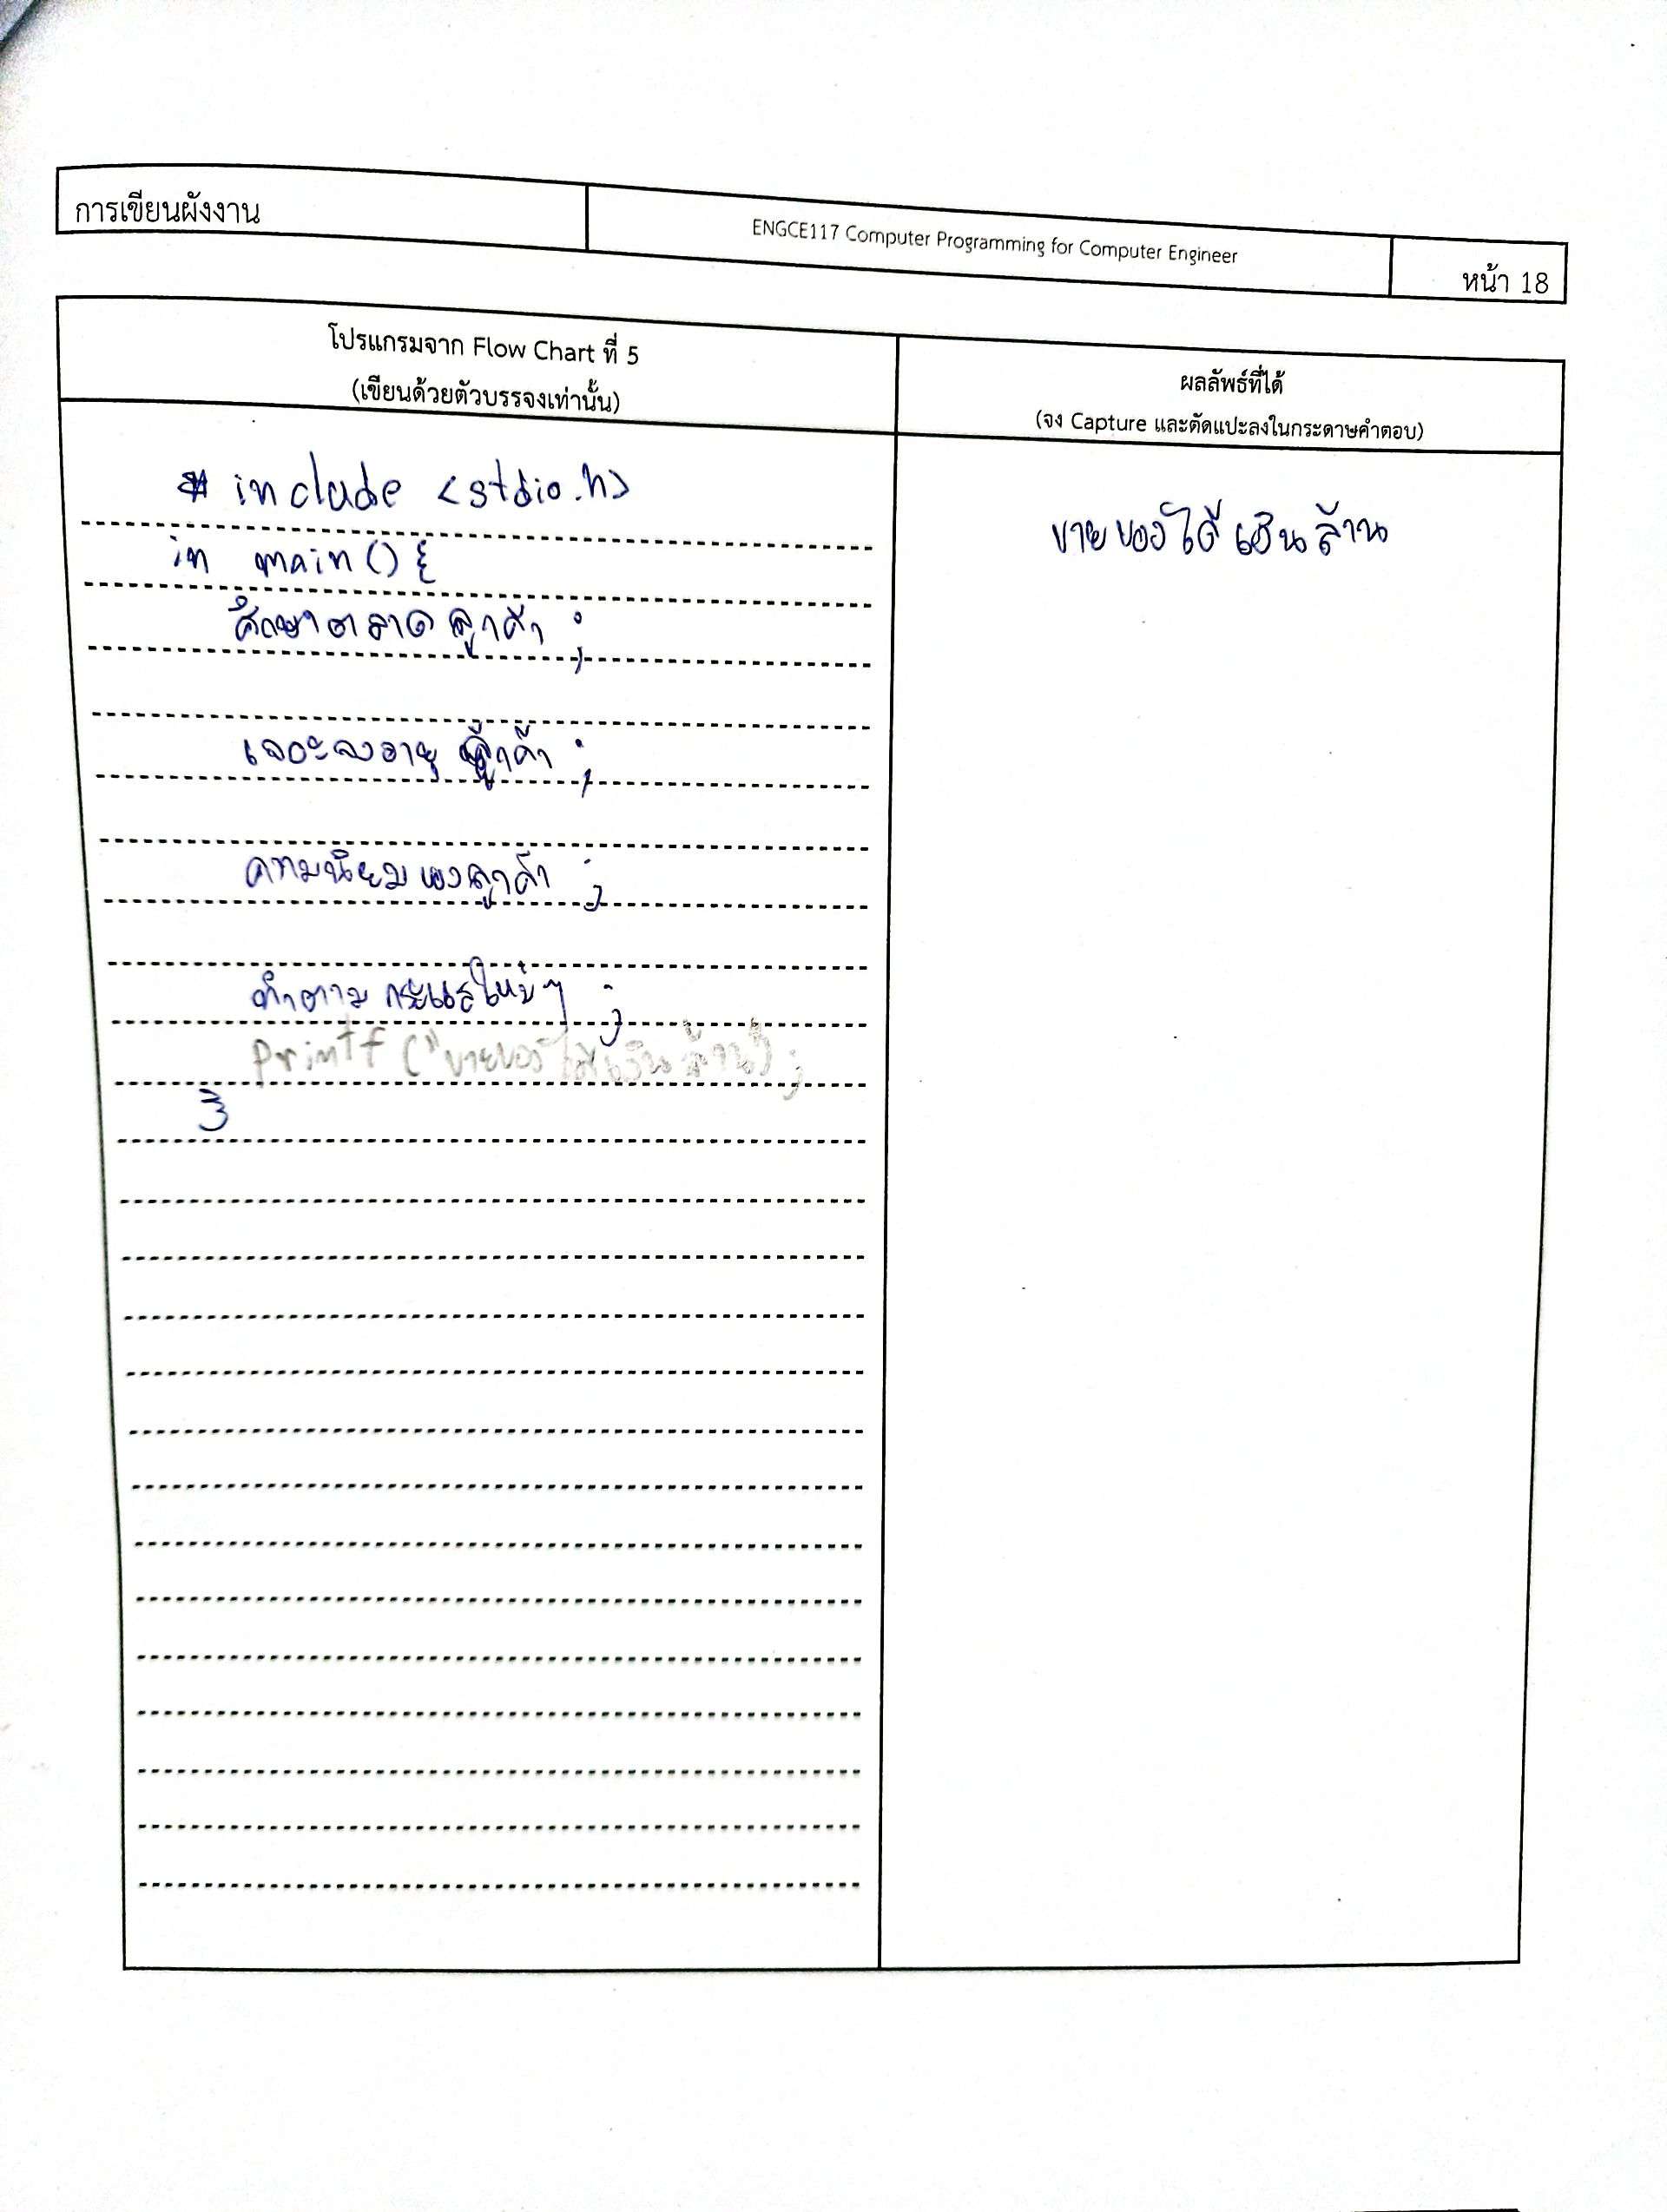 การเขียนผังงาน
ENGCE117 Computer Programming for Computer Engineer
หน้า 18
โปรแกรมจาก Flow Chart ที่ 5
(เขียนด้วยตัวบรรจงเท่านั้น)
ผลลัพธ์ที่ได้
(จง Capture และตัดแปะลงในกระดาษคำตอบ)
# include <stdio.h>
in main() {
ศึกษาตลาดลูกค้า ;
เจอะจงอายุ ลูกค้า ;
ความนิยมของลูกค้า ;
ทำตาม กระแสใหม่ๆ ;
printf ("ขายของได้เงินล้าน");
}
ขายของได้เงินล้าน